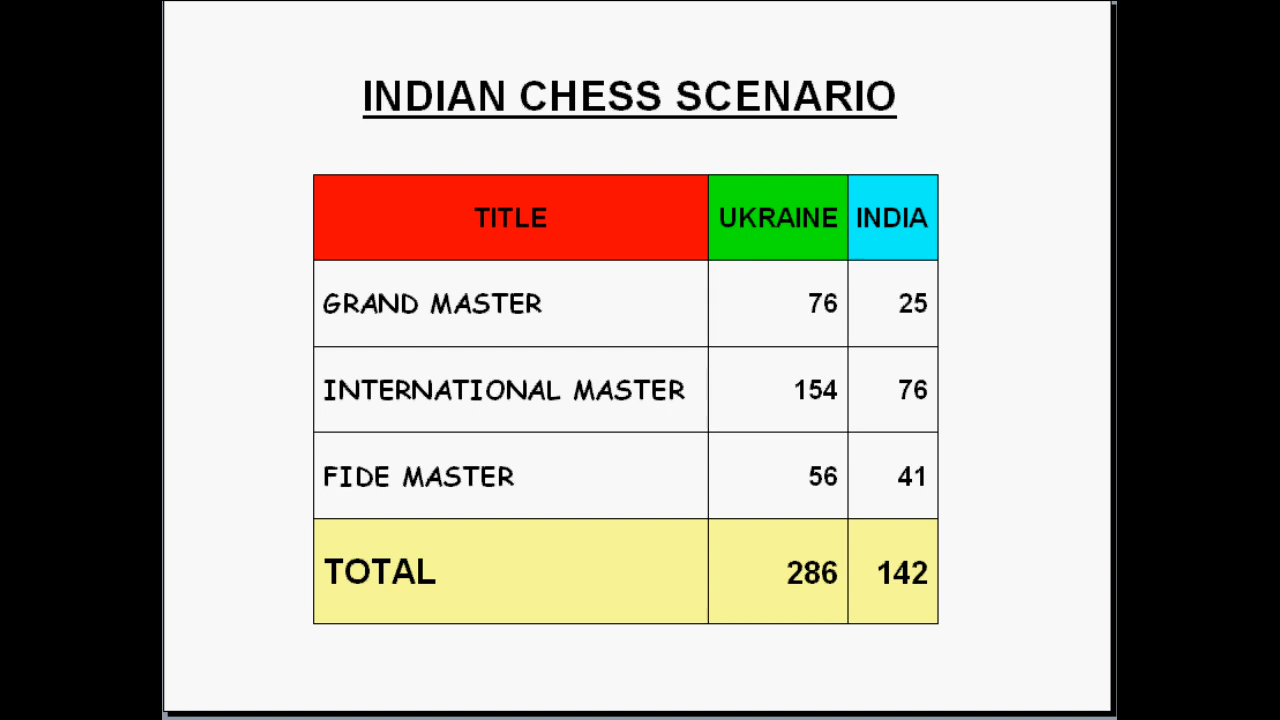 INDIAN CHESS SCENARIO
TITLE UKRAINE INDIA
GRAND MASTER 76 25
INTERNATIONAL MASTER 154 76
FIDE MASTER 56 41
TOTAL 286 142